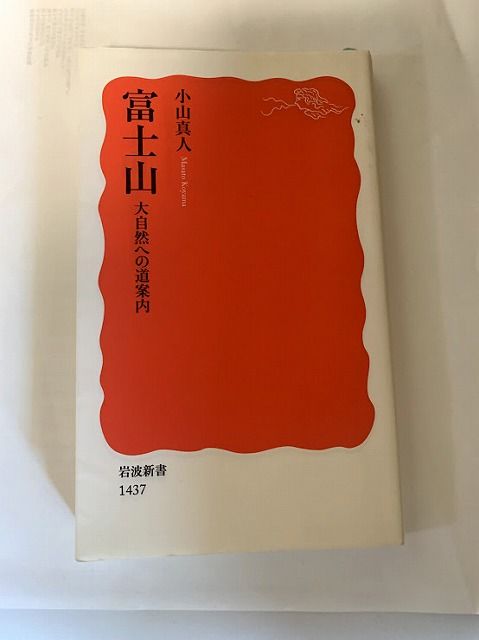 富士山
大自然への道案内
小山真人
Masato Koyama
岩波新書
1437